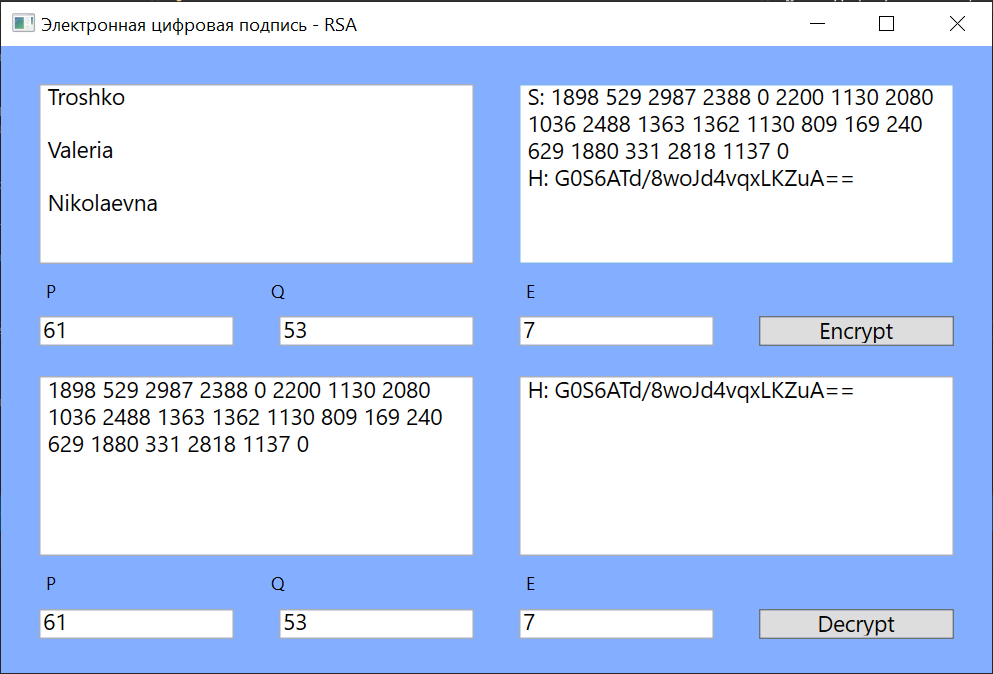 Электронная цифровая подпись - RSA
Troshko
Valeria
Nikolaevna
S: 1898 529 2987 2388 0 2200 1130 2080
1036 2488 1363 1362 1130 809 169 240
629 1880 331 2818 1137 0
H: G0S6ATd/8woJd4vqxLKZuA==
P Q E
61 53 7 Encrypt
1898 529 2987 2388 0 2200 1130 2080
1036 2488 1363 1362 1130 809 169 240
629 1880 331 2818 1137 0
H: G0S6ATd/8woJd4vqxLKZuA==
P Q E
61 53 7 Decrypt